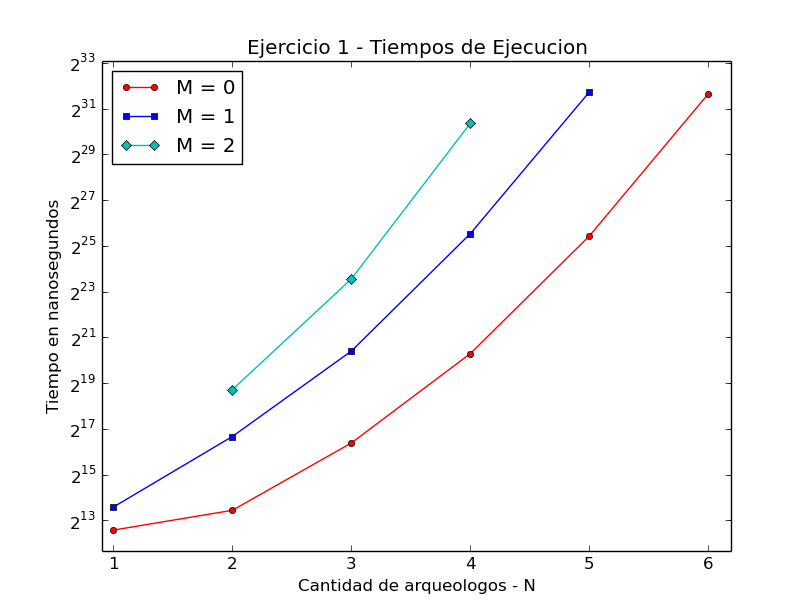 Ejercicio 1 - Tiempos de Ejecucion
M = 0
M = 1
M = 2
Tiempo en nanosegundos
2^33
2^31
2^29
2^27
2^25
2^23
2^21
2^19
2^17
2^15
2^13
1 2 3 4 5 6
Cantidad de arqueologos - N